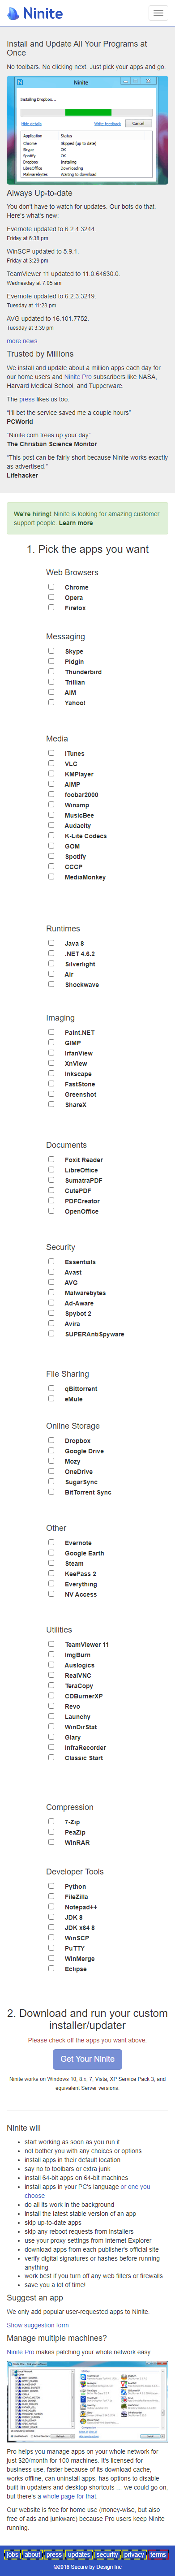 Ninite
Install and Update All Your Programs at
Once
No toolbars. No clicking next. Just pick your apps and go.
Ninite
Installing Dropbox...
Hide details
Write feedback
Cancel
Application
Status
Chrome
Skipped (up to date)
Skype
OK
Spotify
OK
Dropbox
Installing
LibreOffice
Downloading
Malwarebytes
Waiting to download
Always Up-to-date
You don't have to watch for updates. Our bots do that.
Here's what's new:
Evernote updated to 6.2.4.3244.
Friday at 6:38 pm
WinSCP updated to 5.9.1.
Friday at 3:29 pm
TeamViewer 11 updated to 11.0.64630.0.
Wednesday at 7:05 am
Evernote updated to 6.2.3.3219.
Tuesday at 11:23 pm
AVG updated to 16.101.7752.
Tuesday at 3:39 pm
more news
Trusted by Millions
We install and update about a million apps each day for
our home users and Ninite Pro subscribers like NASA,
Harvard Medical School, and Tupperware.
The press likes us too:
"I'll bet the service saved me a couple hours"
PCWorld
"Ninite.com frees up your day"
The Christian Science Monitor
"This post can be fairly short because Ninite works exactly
as advertised."
Lifehacker
We're hiring! Ninite is looking for amazing customer
support people. Learn more
1. Pick the apps you want
Web Browsers
Chrome
Opera
Firefox
Messaging
Skype
Pidgin
Thunderbird
Trillian
AIM
Yahoo!
Media
iTunes
VLC
KMPlayer
AIMP
foobar2000
Winamp
MusicBee
Audacity
K-Lite Codecs
GOM
Spotify
CCCP
MediaMonkey
Runtimes
Java 8
.NET 4.6.2
Silverlight
Air
Shockwave
Imaging
Paint.NET
GIMP
IrfanView
XnView
Inkscape
FastStone
Greenshot
ShareX
Documents
Foxit Reader
LibreOffice
SumatraPDF
CutePDF
PDFCreator
OpenOffice
Security
Essentials
Avast
AVG
Malwarebytes
Ad-Aware
Spybot 2
Avira
SUPERAntiSpyware
File Sharing
qBittorrent
eMule
Online Storage
Dropbox
Google Drive
Mozy
OneDrive
SugarSync
BitTorrent Sync
Other
Evernote
Google Earth
Steam
KeePass 2
Everything
NV Access
Utilities
TeamViewer 11
ImgBurn
Auslogics
RealVNC
TeraCopy
CDBurnerXP
Revo
Launchy
WinDirStat
Glary
InfraRecorder
Classic Start
Compression
7-Zip
PeaZip
WinRAR
Developer Tools
Python
FileZilla
Notepad++
JDK 8
JDK x64 8
WinSCP
PuTTY
WinMerge
Eclipse
2. Download and run your custom
installer/updater
Please check off the apps you want above.
Get Your Ninite
Ninite works on Windows 10, 8.x, 7, Vista, XP Service Pack 3, and
equivalent Server versions.
Ninite will
start working as soon as you run it
not bother you with any choices or options
install apps in their default location
say no to toolbars or extra junk
install 64-bit apps on 64-bit machines
install apps in your PC's language or one you
choose
do all its work in the background
install the latest stable version of an app
skip up-to-date apps
skip any reboot requests from installers
use your proxy settings from Internet Explorer
download apps from each publisher's official site
verify digital signatures or hashes before running
anything
work best if you turn off any web filters or firewalls
save you a lot of time!
Suggest an app
We only add popular user-requested apps to Ninite.
Show suggestion form
Manage multiple machines?
Ninite Pro makes patching your whole network easy.
Pro helps you manage apps on your whole network for
just $20/month for 100 machines. It's licensed for
business use, faster because of its download cache,
works offline, can uninstall apps, has options to disable
built-in updaters and desktop shortcuts ... we could go on,
but there's a whole page for that.
Our website is free for home use (money-wise, but also
free of ads and junkware) because Pro users keep Ninite
running.
jobs about press updates security privacy terms
©2016 Secure by Design Inc